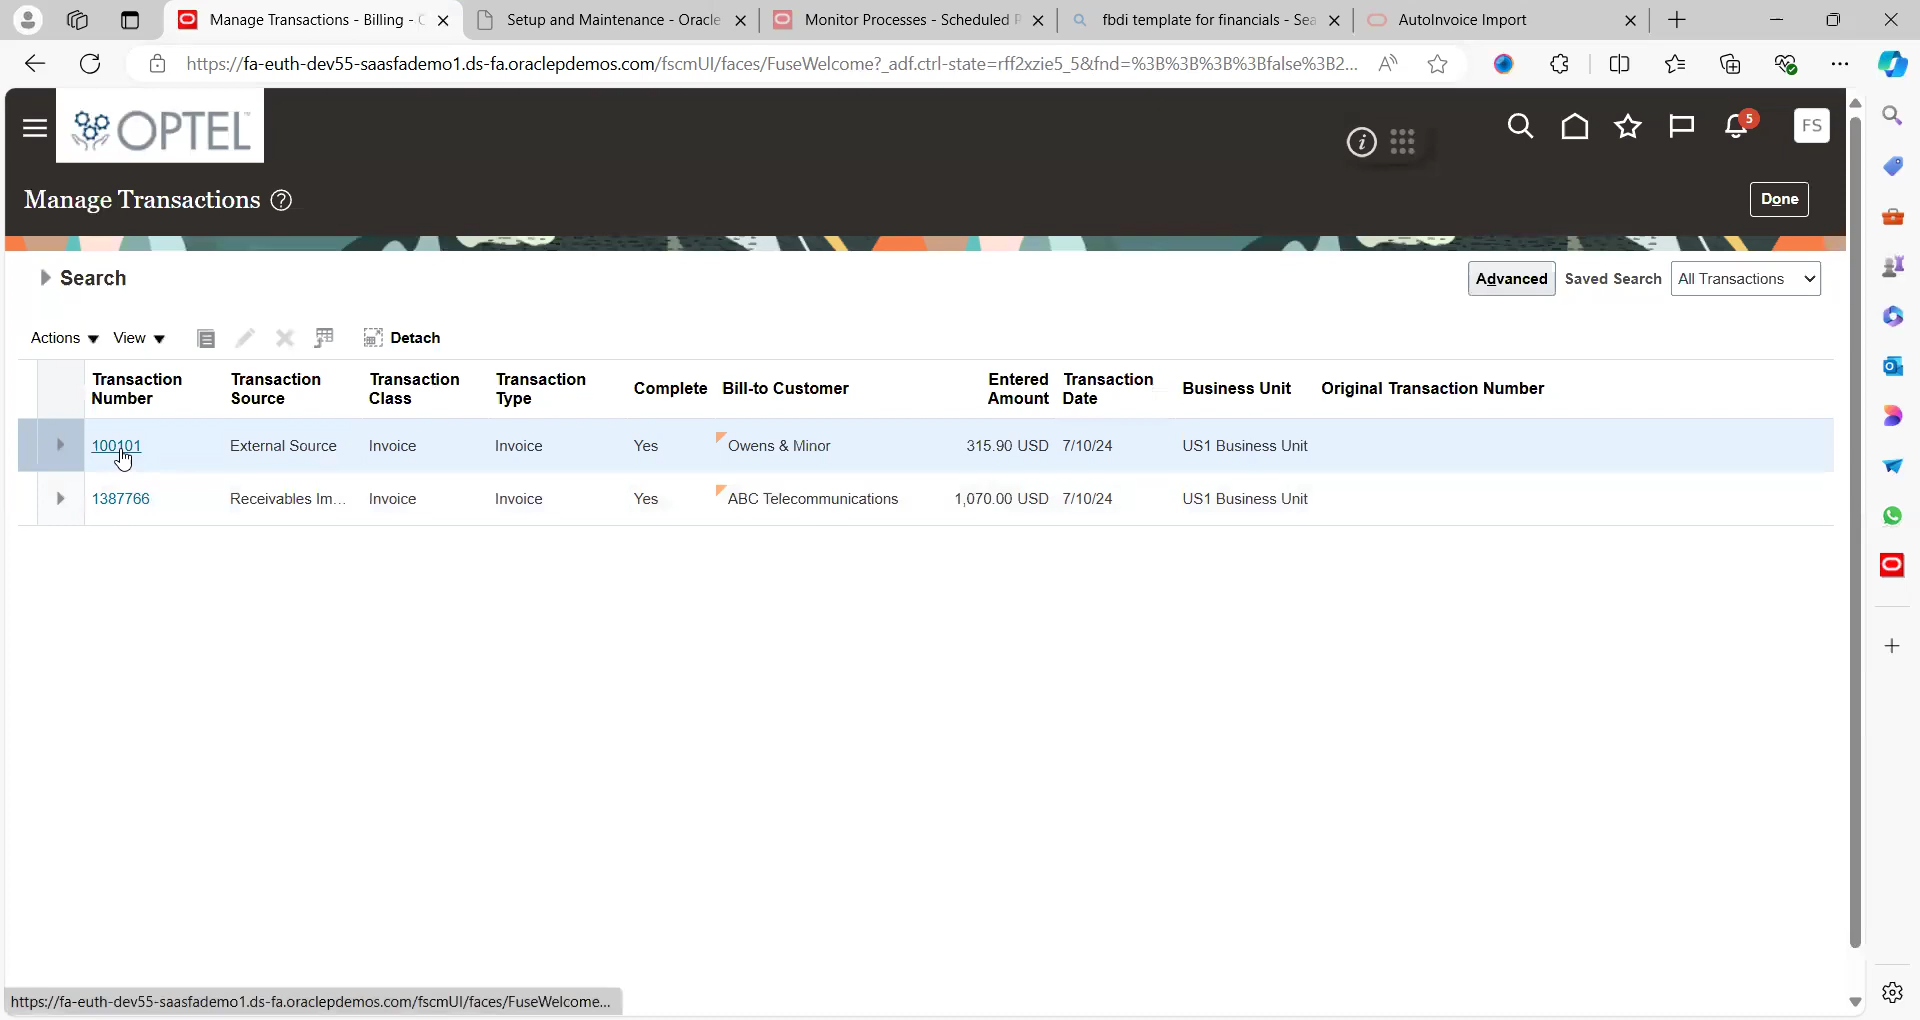 Manage Transactions - Billing - C
Setup and Maintenance - Oracle
Monitor Processes - Scheduled P
fbdi template for financials - Sea
AutoInvoice Import
https://fa-euth-dev55-saasfademo1.ds-fa.oraclepdemos.com/fscmUI/faces/FuseWelcome?_adf.ctrl-state=rff2xzie5_5&fnd=%3B%3B%3B%3Bfalse%3B2...
OPTEL
5
FS
Manage Transactions
Done
Search
Advanced Saved Search All Transactions
Actions View Detach
Transaction Number Transaction Source Transaction Class Transaction Type Complete Bill-to Customer Entered Amount Transaction Date Business Unit Original Transaction Number
100101 External Source Invoice Invoice Yes Owens & Minor 315.90 USD 7/10/24 US1 Business Unit
1387766 Receivables Im... Invoice Invoice Yes ABC Telecommunications 1,070.00 USD 7/10/24 US1 Business Unit
https://fa-euth-dev55-saasfademo1.ds-fa.oraclepdemos.com/fscmUI/faces/FuseWelcome...